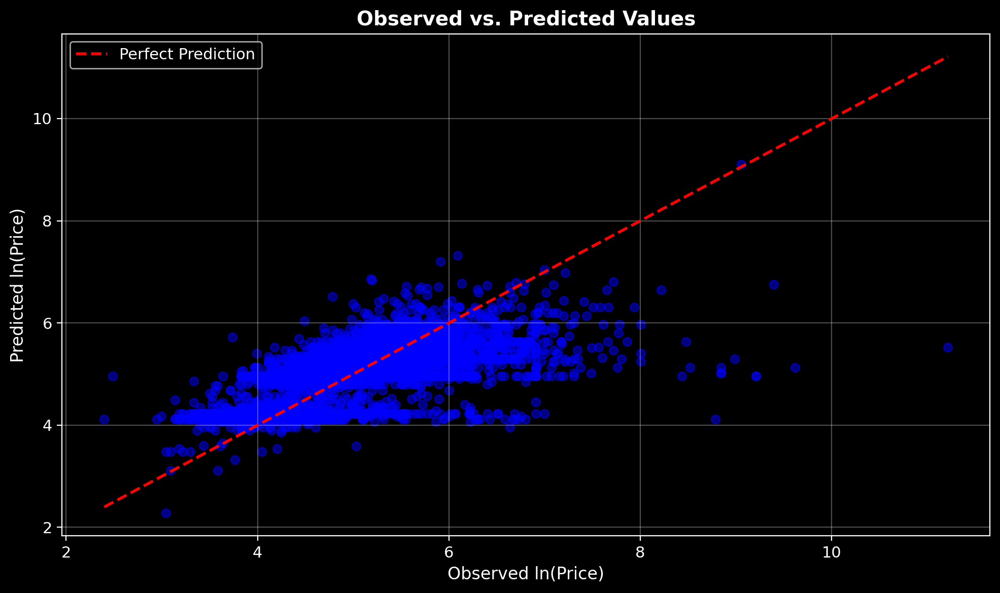 Observed vs. Predicted Values
Perfect Prediction
Predicted ln(Price)
10
8
6
4
2
2
4
6
8
10
Observed ln(Price)